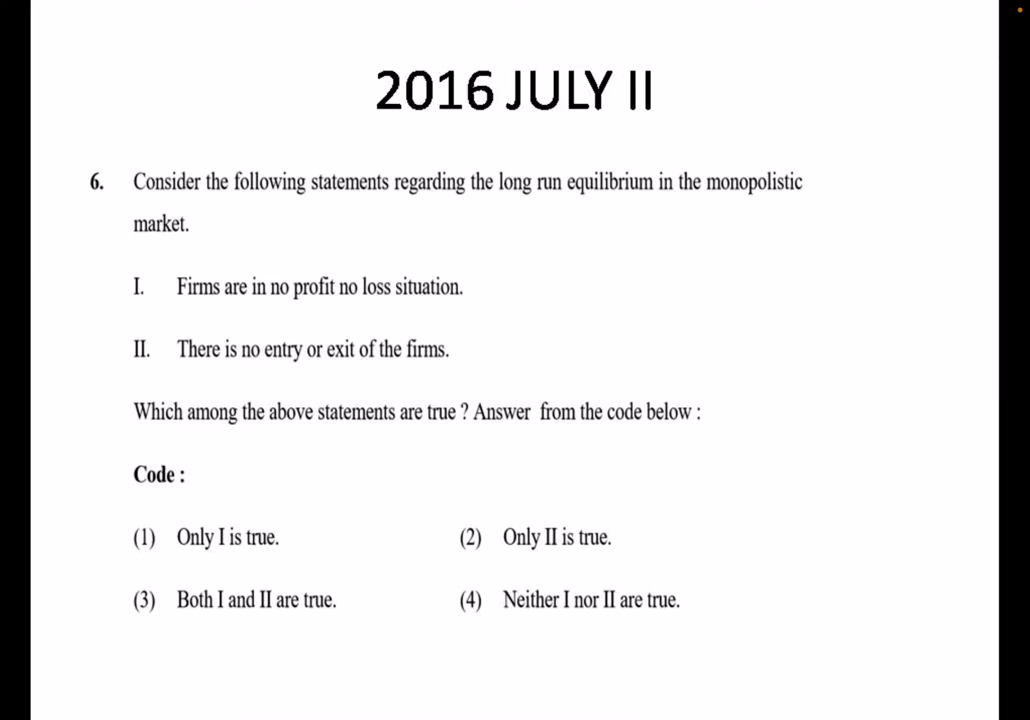 2016 JULY II
6. Consider the following statements regarding the long run equilibrium in the monopolistic
market.
I. Firms are in no profit no loss situation.
II. There is no entry or exit of the firms.
Which among the above statements are true ? Answer from the code below :
Code :
(1) Only I is true. (2) Only II is true.
(3) Both I and II are true. (4) Neither I nor II are true.